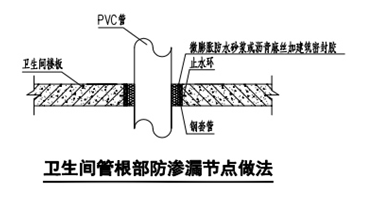 PVC管
微膨胀防水砂浆或沥青麻丝加建筑密封胶
卫生间楼板
止水环
钢套管
卫生间管根部防渗漏节点做法